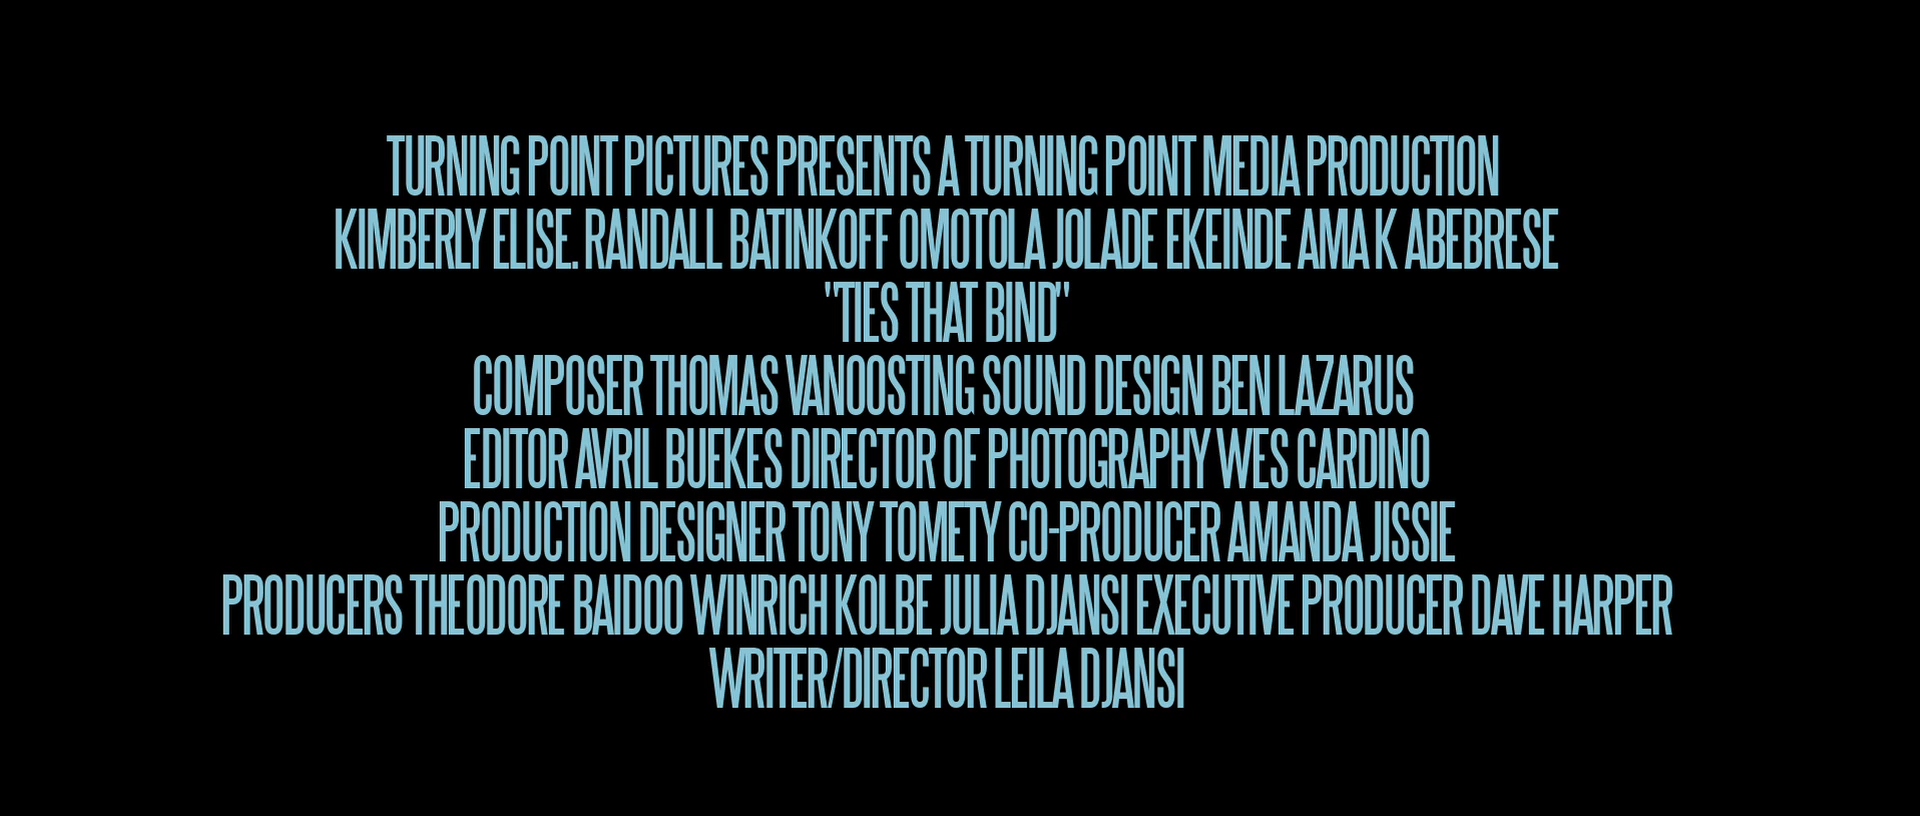 TURNING POINT PICTURES PRESENTS A TURNING POINT MEDIA PRODUCTION
KIMBERLY ELISE. RANDALL BATINKOFF OMOTOLA JOLADE EKEINDE AMA K ABEBRESE
"TIES THAT BIND"
COMPOSER THOMAS VANOOSTING SOUND DESIGN BEN LAZARUS
EDITOR AVRIL BUEKES DIRECTOR OF PHOTOGRAPHY WES CARDINO
PRODUCTION DESIGNER TONY TOMETY CO-PRODUCER AMANDA JISSIE
PRODUCERS THEODORE BAIDOO WINRICH KOLBE JULIA DJANSI EXECUTIVE PRODUCER DAVE HARPER
WRITER/DIRECTOR LEILA DJANSI